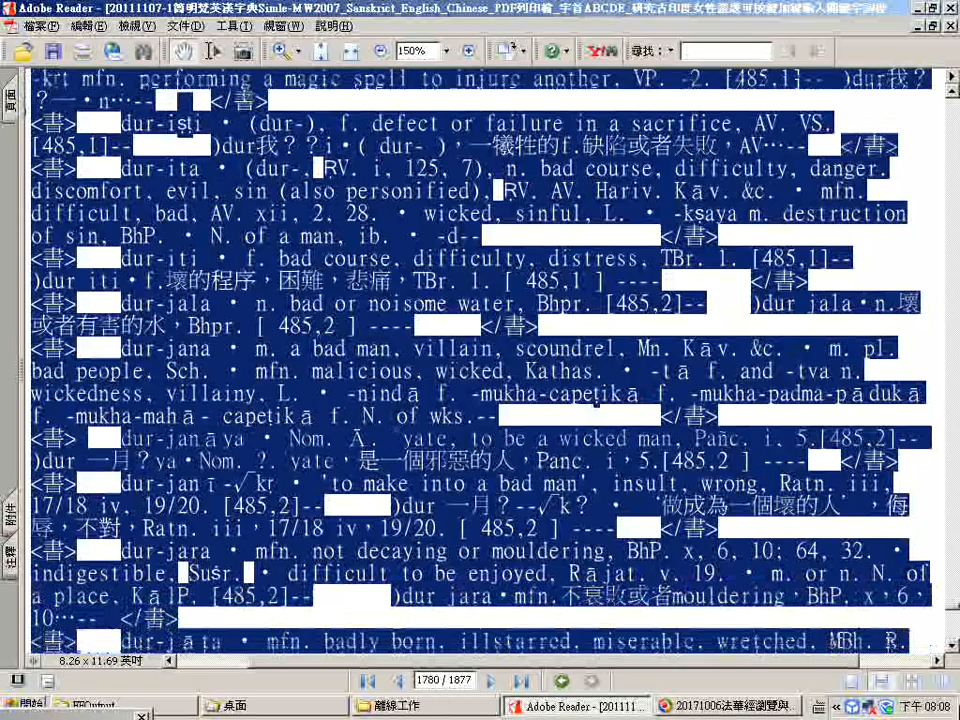 Adobe Reader - [20111107-1簡明梵英漢字典Simle-MW2007_Sanskrict_English_Chinese_PDF列印檔_字首ABCDE_研究古印度女性
檔案(F) 編輯(E) 檢視(V) 文件(D) 工具(T) 視窗(W) 說明(H)
150% 尋找：
-krt mfn. performing a magic spell to injure another, VP. -2. [485,1]-- )dur我？
？一・n…-- </書>
<書> dur-iṣṭi ・ (dur-), f. defect or failure in a sacrifice, AV. VS.
[485,1]-- )dur我？？i・( dur- )，一犧牲的f.缺陷或者失敗，AV…-- </書>
<書> dur-ita ・ (dur-, RV. i, 125, 7), n. bad course, difficulty, danger,
discomfort, evil, sin (also personified), RV. AV. Hariv. Kāv. &c. ・ mfn.
difficult, bad, AV. xii, 2, 28. ・ wicked, sinful, L. ・ -kṣaya m. destruction
of sin, BhP. ・ N. of a man, ib. ・ -d-- </書>
<書> dur-iti ・ f. bad course, difficulty, distress, TBr. 1. [485,1]--
)dur iti・f.壞的程序，困難，悲痛，TBr. 1. [ 485,1 ] ---- </書>
<書> dur-jala ・ n. bad or noisome water, Bhpr. [485,2]-- )dur jala・n.壞
或者有害的水，Bhpr. [ 485,2 ] ---- </書>
<書> dur-jana ・ m. a bad man, villain, scoundrel, Mn. Kāv. &c. ・ m. pl.
bad people, Sch. ・ mfn. malicious, wicked, Kathas. ・ -tā f. and -tva n.
wickedness, villainy, L. ・ -nindā f. -mukha-capeṭikā f. -mukha-padma-pādukā
f. -mukha-mahā- capeṭikā f. N. of wks.-- </書>
<書> dur-janāya ・ Nom. Ā. ˚yate, to be a wicked man, Panc. i, 5.[485,2]--
)dur 一月？ya・Nom. ?. yate，是一個邪惡的人，Panc. i，5.[485,2 ] ---- </書>
<書> dur-janī-√kṛ ・ 'to make into a bad man', insult, wrong, Ratn. iii,
17/18 iv, 19/20. [485,2]-- )dur 一月？--√k？ ・ '做成為一個壞的人'，侮
辱，不對，Ratn. iii，17/18 iv，19/20. [ 485,2 ] ---- </書>
<書> dur-jara ・ mfn. not decaying or mouldering, BhP. x, 6, 10; 64, 32. ・
indigestible, Suśr. ・ difficult to be enjoyed, Rājat. v. 19. ・ m. or n. N. of
a place, KālP. [485,2]-- )dur jara・mfn.不衰敗或者mouldering，BhP. x，6，
10…-- </書>
<書> dur-jāta ・ mfn. badly born, illstarred, miserable, wretched, MBh. R.
頁面
附件
注釋
8.26 x 11.69 英吋
1780 / 1877
開始 桌面 離線工作 Adobe Reader - [201111... 20171006法華經瀏覽與... 下午 08:08